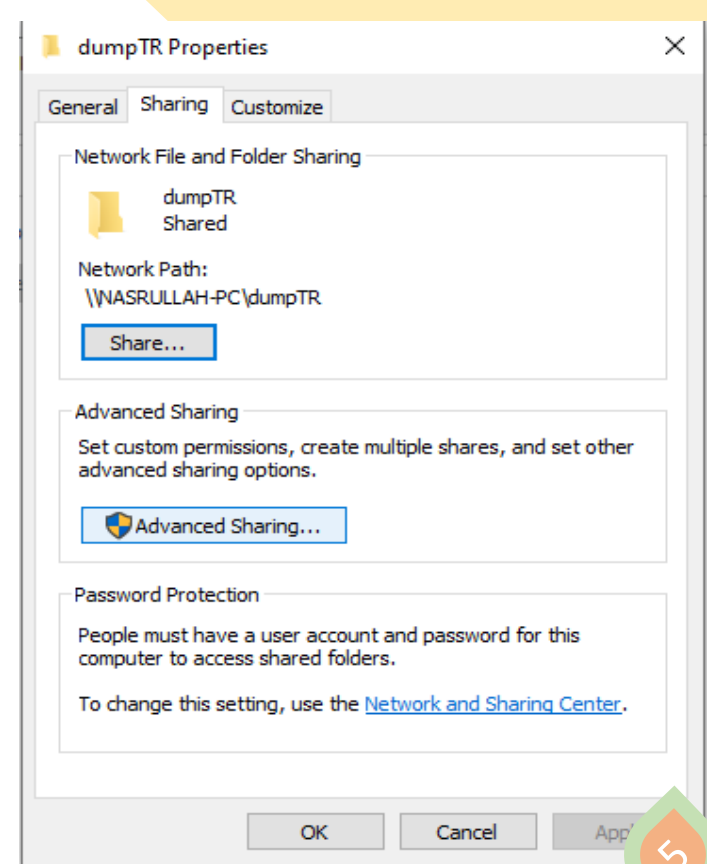 dumpTR Properties
General Sharing Customize
Network File and Folder Sharing
dumpTR
Shared
Network Path:
\\NASRULLAH-PC\dumpTR
Share...
Advanced Sharing
Set custom permissions, create multiple shares, and set other
advanced sharing options.
Advanced Sharing...
Password Protection
People must have a user account and password for this
computer to access shared folders.
To change this setting, use the Network and Sharing Center.
OK Cancel
5